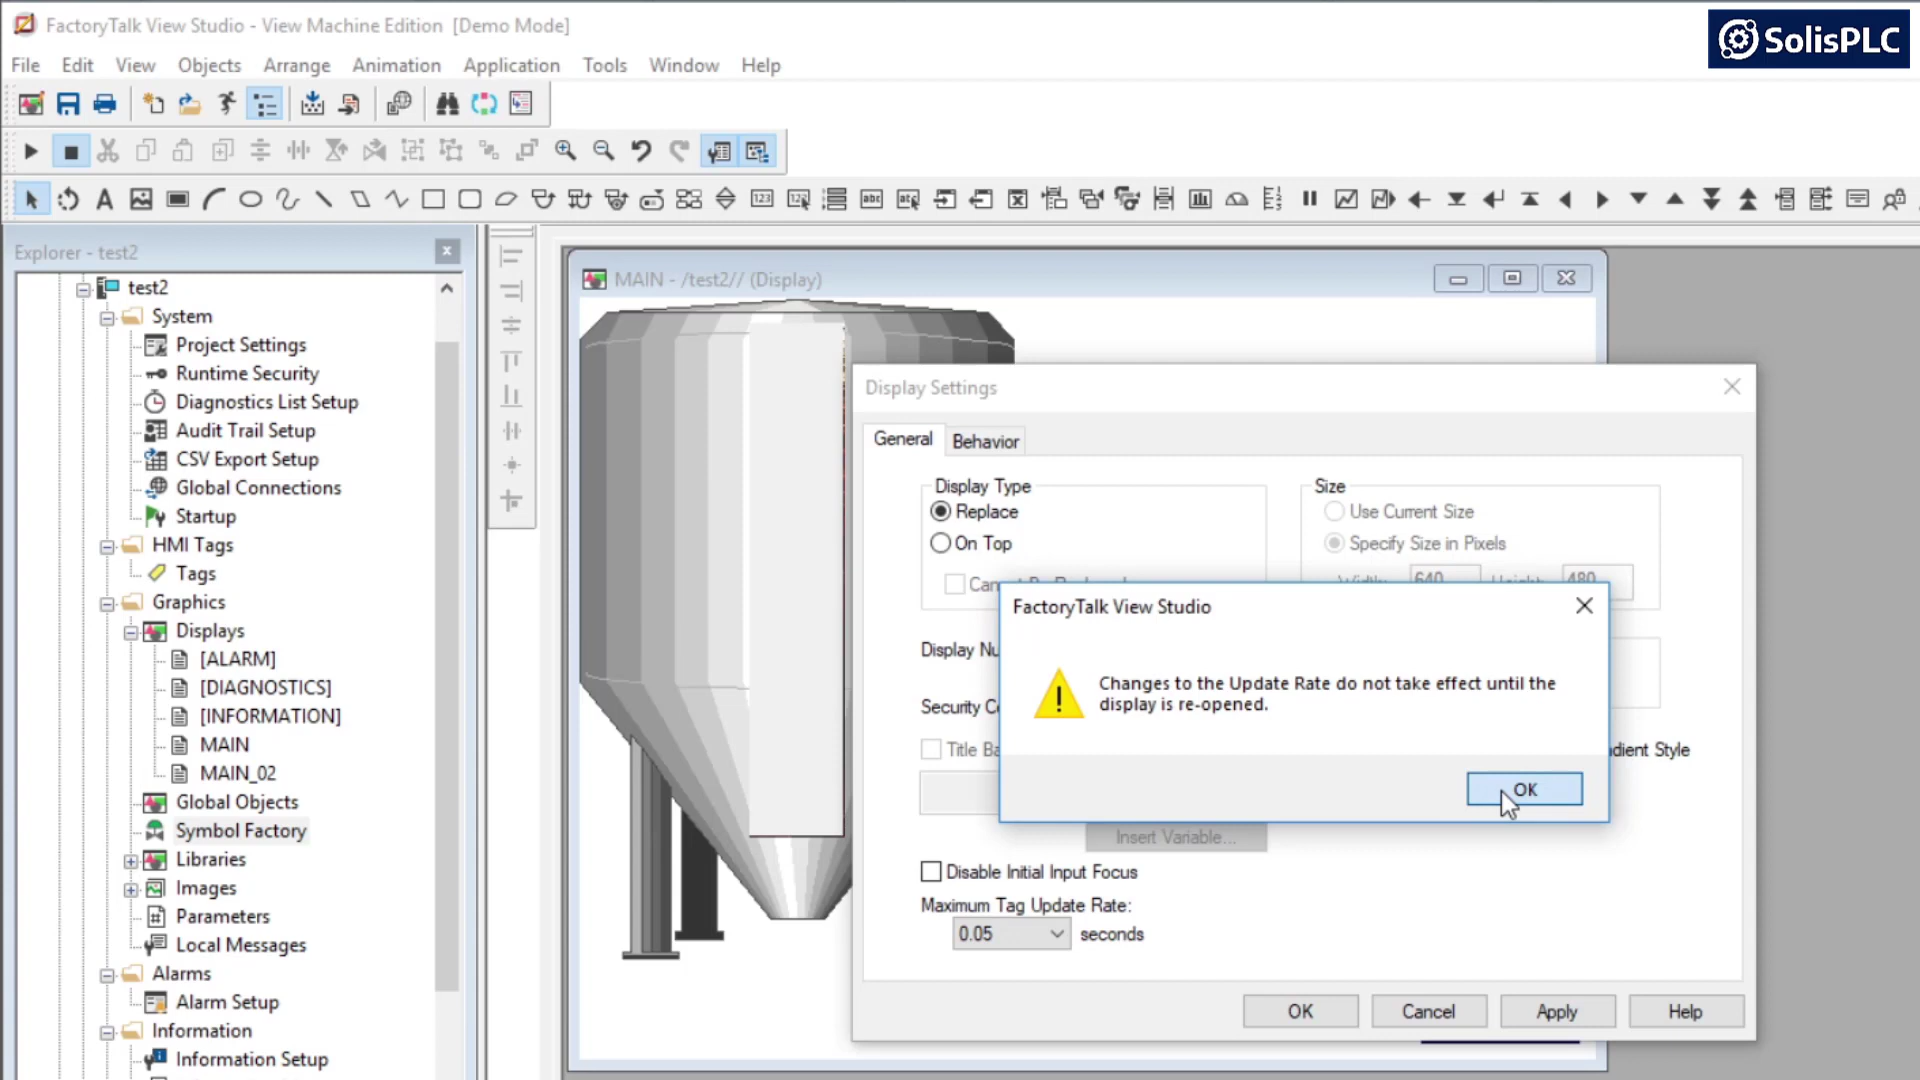 FactoryTalk View Studio - View Machine Edition [Demo Mode]
SolisPLC
File Edit View Objects Arrange Animation Application Tools Window Help
Explorer - test2
test2
System
Project Settings
Runtime Security
Diagnostics List Setup
Audit Trail Setup
CSV Export Setup
Global Connections
Startup
HMI Tags
Tags
Graphics
Displays
[ALARM]
[DIAGNOSTICS]
[INFORMATION]
MAIN
MAIN_02
Global Objects
Symbol Factory
Libraries
Images
Parameters
Local Messages
Alarms
Alarm Setup
Information
Information Setup
MAIN - /test2// (Display)
Display Settings
General Behavior
Display Type
Replace
On Top
Size
Use Current Size
Specify Size in Pixels
Width: 640 Height: 480
Display
Security
Title
Style
FactoryTalk View Studio
Changes to the Update Rate do not take effect until the
display is re-opened.
OK
Insert Variable...
Disable Initial Input Focus
Maximum Tag Update Rate:
0.05 seconds
OK Cancel Apply Help